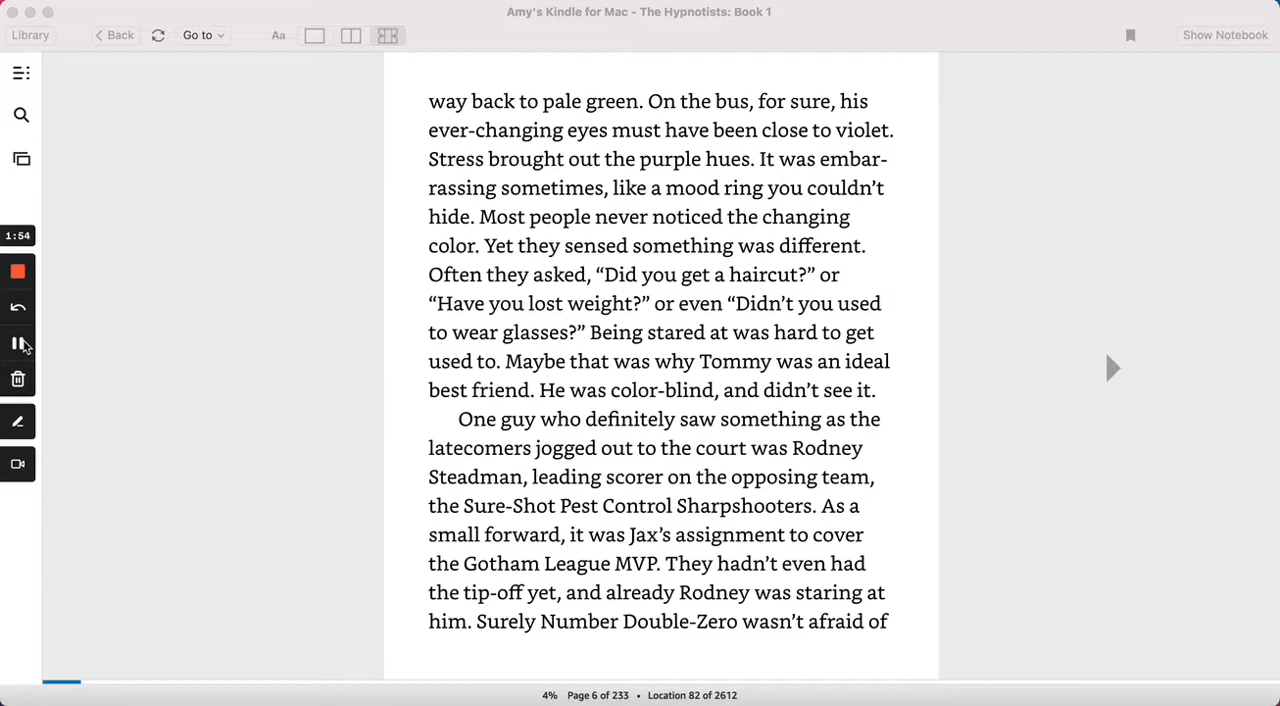 Amy's Kindle for Mac - The Hypnotists: Book 1
Library
Back
Go to
Aa
Show Notebook
1:54
way back to pale green. On the bus, for sure, his
ever-changing eyes must have been close to violet.
Stress brought out the purple hues. It was embar-
rassing sometimes, like a mood ring you couldn’t
hide. Most people never noticed the changing
color. Yet they sensed something was different.
Often they asked, “Did you get a haircut?” or
“Have you lost weight?” or even “Didn’t you used
to wear glasses?” Being stared at was hard to get
used to. Maybe that was why Tommy was an ideal
best friend. He was color-blind, and didn’t see it.
One guy who definitely saw something as the
latecomers jogged out to the court was Rodney
Steadman, leading scorer on the opposing team,
the Sure-Shot Pest Control Sharpshooters. As a
small forward, it was Jax’s assignment to cover
the Gotham League MVP. They hadn’t even had
the tip-off yet, and already Rodney was staring at
him. Surely Number Double-Zero wasn’t afraid of
4% Page 6 of 233 • Location 82 of 2612